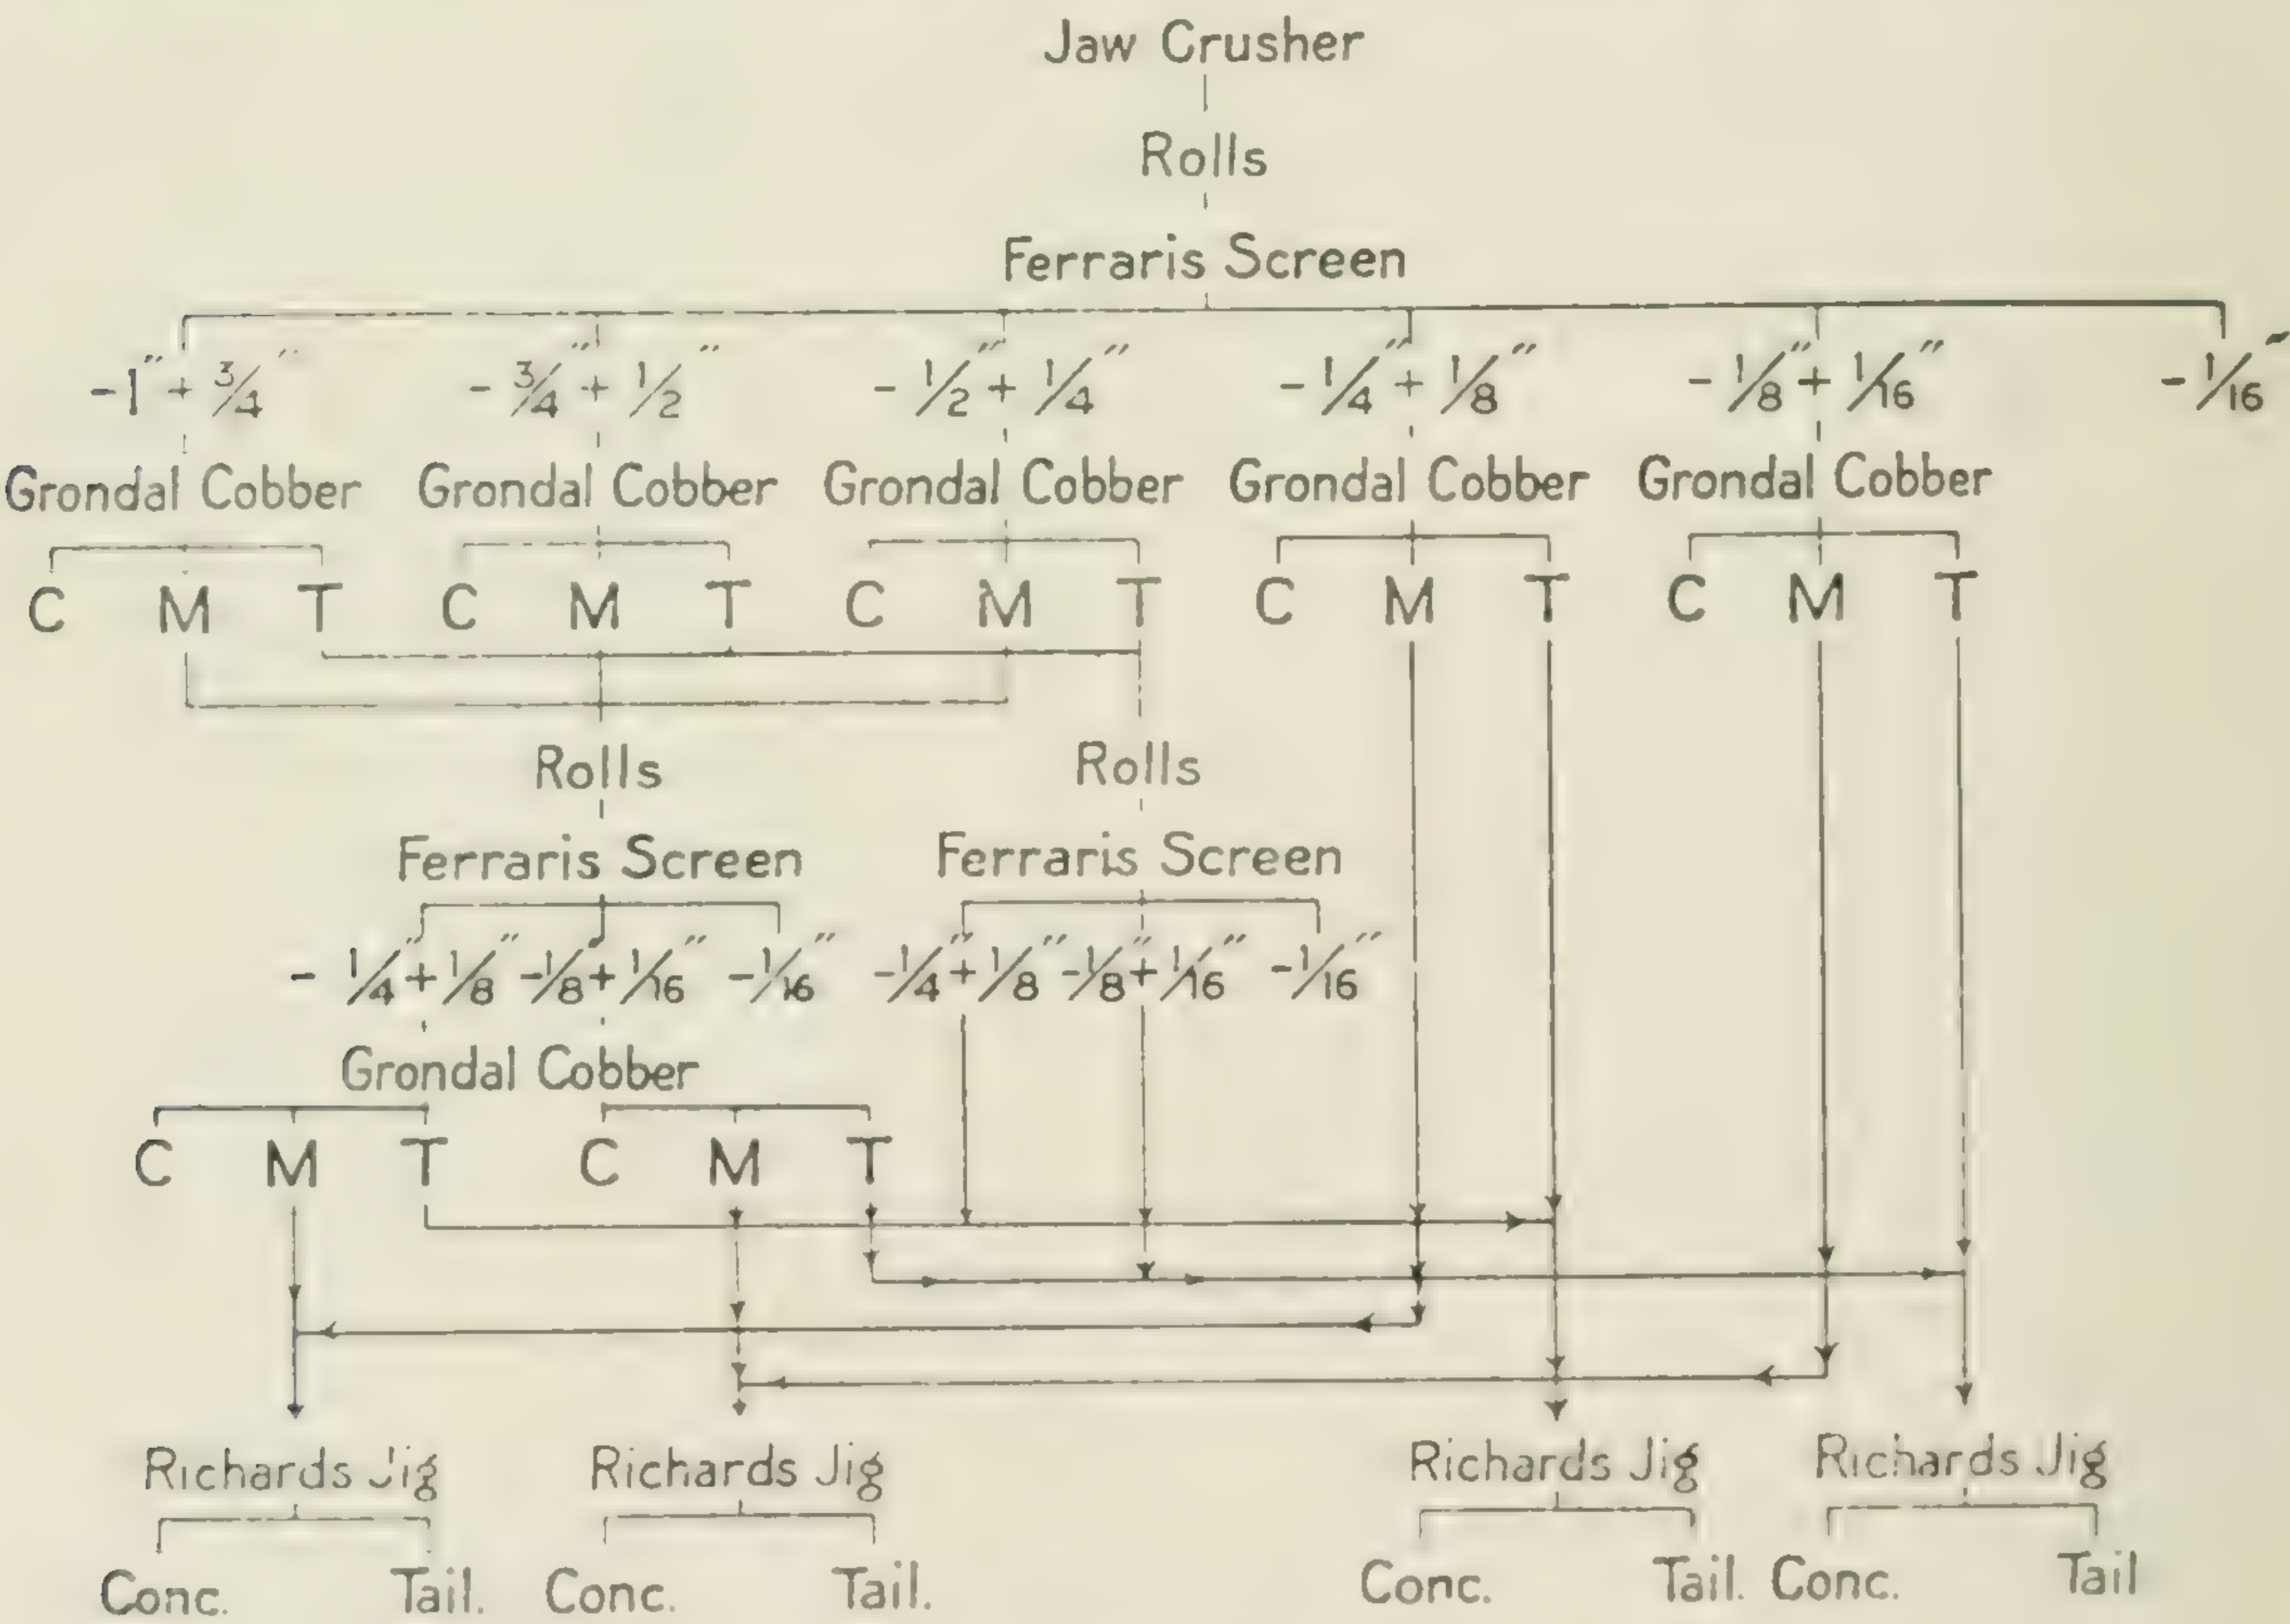 Jaw Crusher
Rolls
Ferraris Screen
-1" + 3/4" - 3/4" + 1/2" - 1/2" + 1/4" - 1/4" + 1/8" - 1/8" + 1/16" - 1/16"
Grondal Cobber Grondal Cobber Grondal Cobber Grondal Cobber Grondal Cobber
C M T C M T C M T C M T C M T
Rolls Rolls
Ferraris Screen Ferraris Screen
- 1/4" + 1/8" - 1/8 + 1/16" - 1/16" - 1/4" + 1/8" - 1/8" + 1/16" - 1/16"
Grondal Cobber
C M T C M T
Richards Jig Richards Jig Richards Jig Richards Jig
Conc. Tail. Conc. Tail. Conc. Tail. Conc. Tail